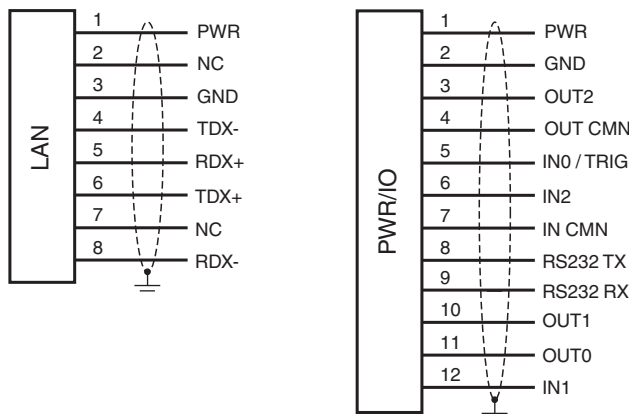 LAN
1 PWR
2 NC
3 GND
4 TDX-
5 RDX+
6 TDX+
7 NC
8 RDX-
PWR/IO
1 PWR
2 GND
3 OUT2
4 OUT CMN
5 IN0 / TRIG
6 IN2
7 IN CMN
8 RS232 TX
9 RS232 RX
10 OUT1
11 OUT0
12 IN1